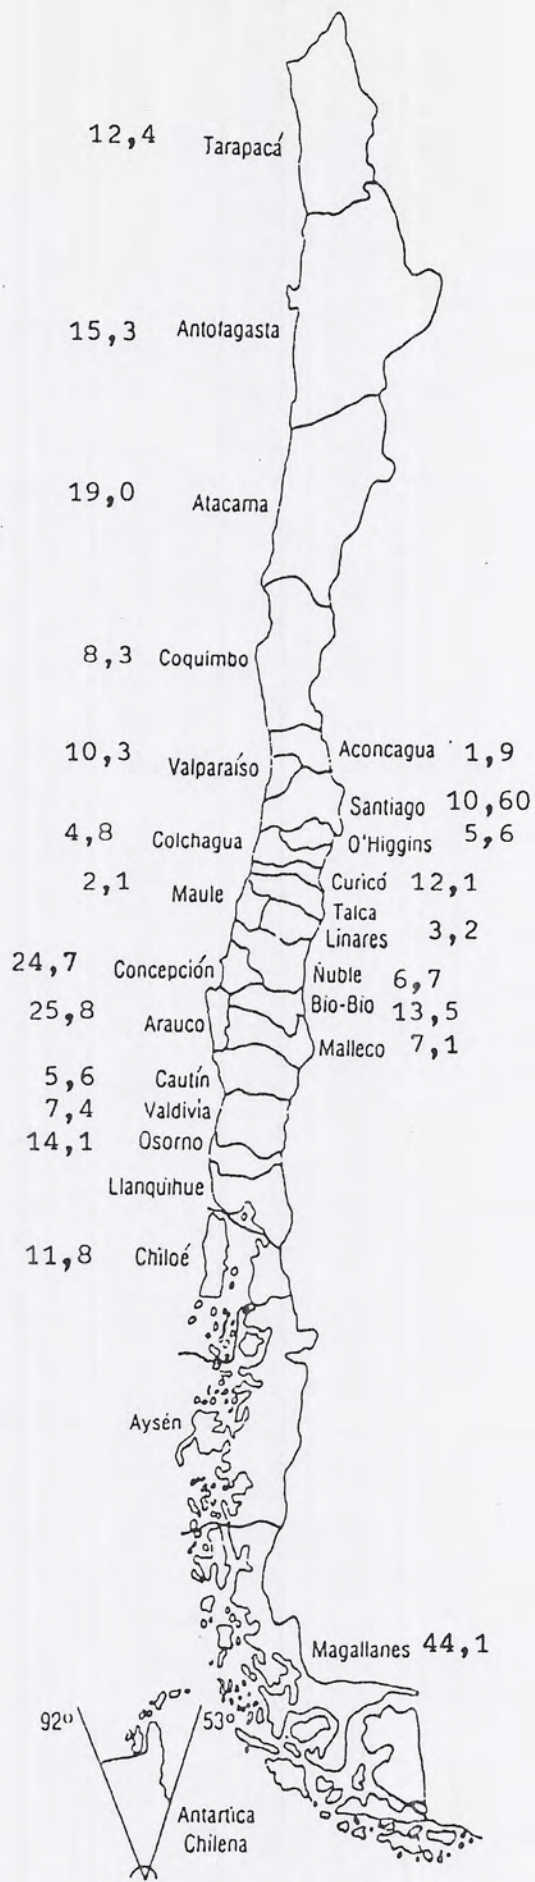 12,4 Tarapacá
15,3 Antofagasta
19,0 Atacama
8,3 Coquimbo
10,3 Valparaíso
Aconcagua 1,9
Santiago 10,60
4,8 Colchagua
O'Higgins 5,6
2,1 Maule
Curicó 12,1
Talca
Linares 3,2
24,7 Concepción
Ñuble 6,7
25,8 Arauco
Bío-Bío 13,5
Malleco 7,1
5,6 Cautín
7,4 Valdivia
14,1 Osorno
Llanquihue
11,8 Chiloé
Aysén
Magallanes 44,1
92º
53º
Antartica
Chilena